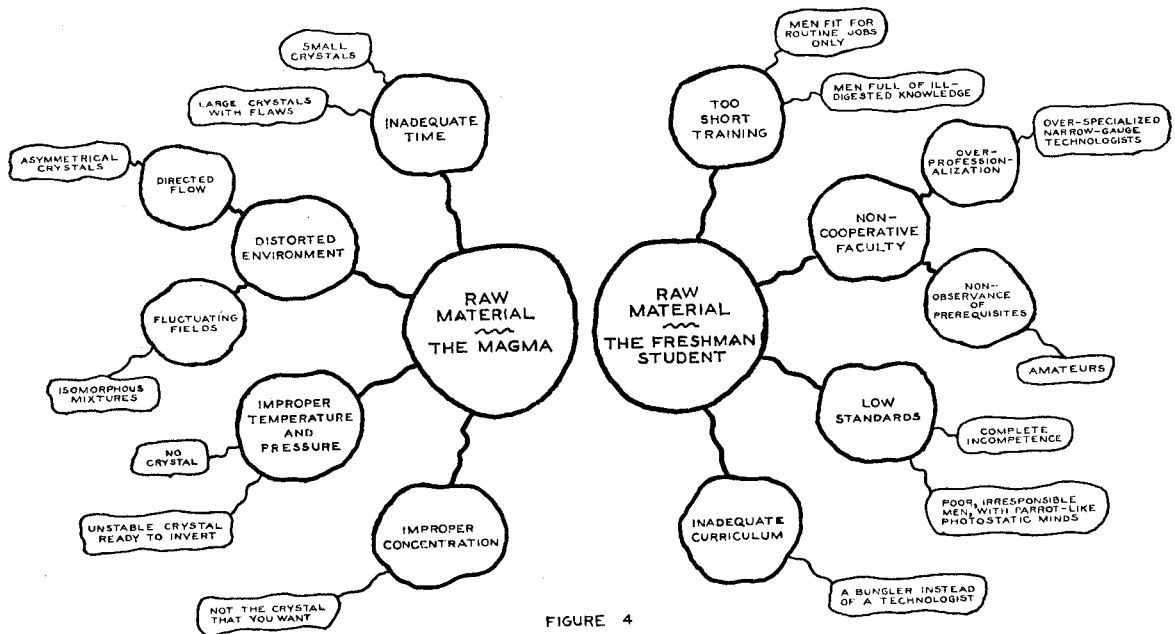 SMALL
CRYSTALS
LARGE CRYSTALS
WITH FLAWS
INADEQUATE
TIME
ASYMMETRICAL
CRYSTALS
DIRECTED
FLOW
DISTORTED
ENVIRONMENT
FLUCTUATING
FIELDS
ISOMORPHOUS
MIXTURES
RAW
MATERIAL
THE MAGMA
IMPROPER
TEMPERATURE
AND
PRESSURE
NO
CRYSTAL
UNSTABLE CRYSTAL
READY TO INVERT
IMPROPER
CONCENTRATION
NOT THE CRYSTAL
THAT YOU WANT
MEN FIT FOR
ROUTINE JOBS
ONLY
TOO
SHORT
TRAINING
MEN FULL OF ILL-
DIGESTED KNOWLEDGE
OVER-SPECIALIZED
NARROW-GAUGE
TECHNOLOGISTS
OVER-
PROFESSION-
ALIZATION
NON-
COOPERATIVE
FACULTY
NON-
OBSERVANCE
OF
PREREQUISITES
AMATEURS
RAW
MATERIAL
THE FRESHMAN
STUDENT
LOW
STANDARDS
COMPLETE
INCOMPETENCE
POOR, IRRESPONSIBLE
MEN, WITH PARROT-LIKE
PHOTOSTATIC MINDS
INADEQUATE
CURRICULUM
A BUNGLER INSTEAD
OF A TECHNOLOGIST
FIGURE 4